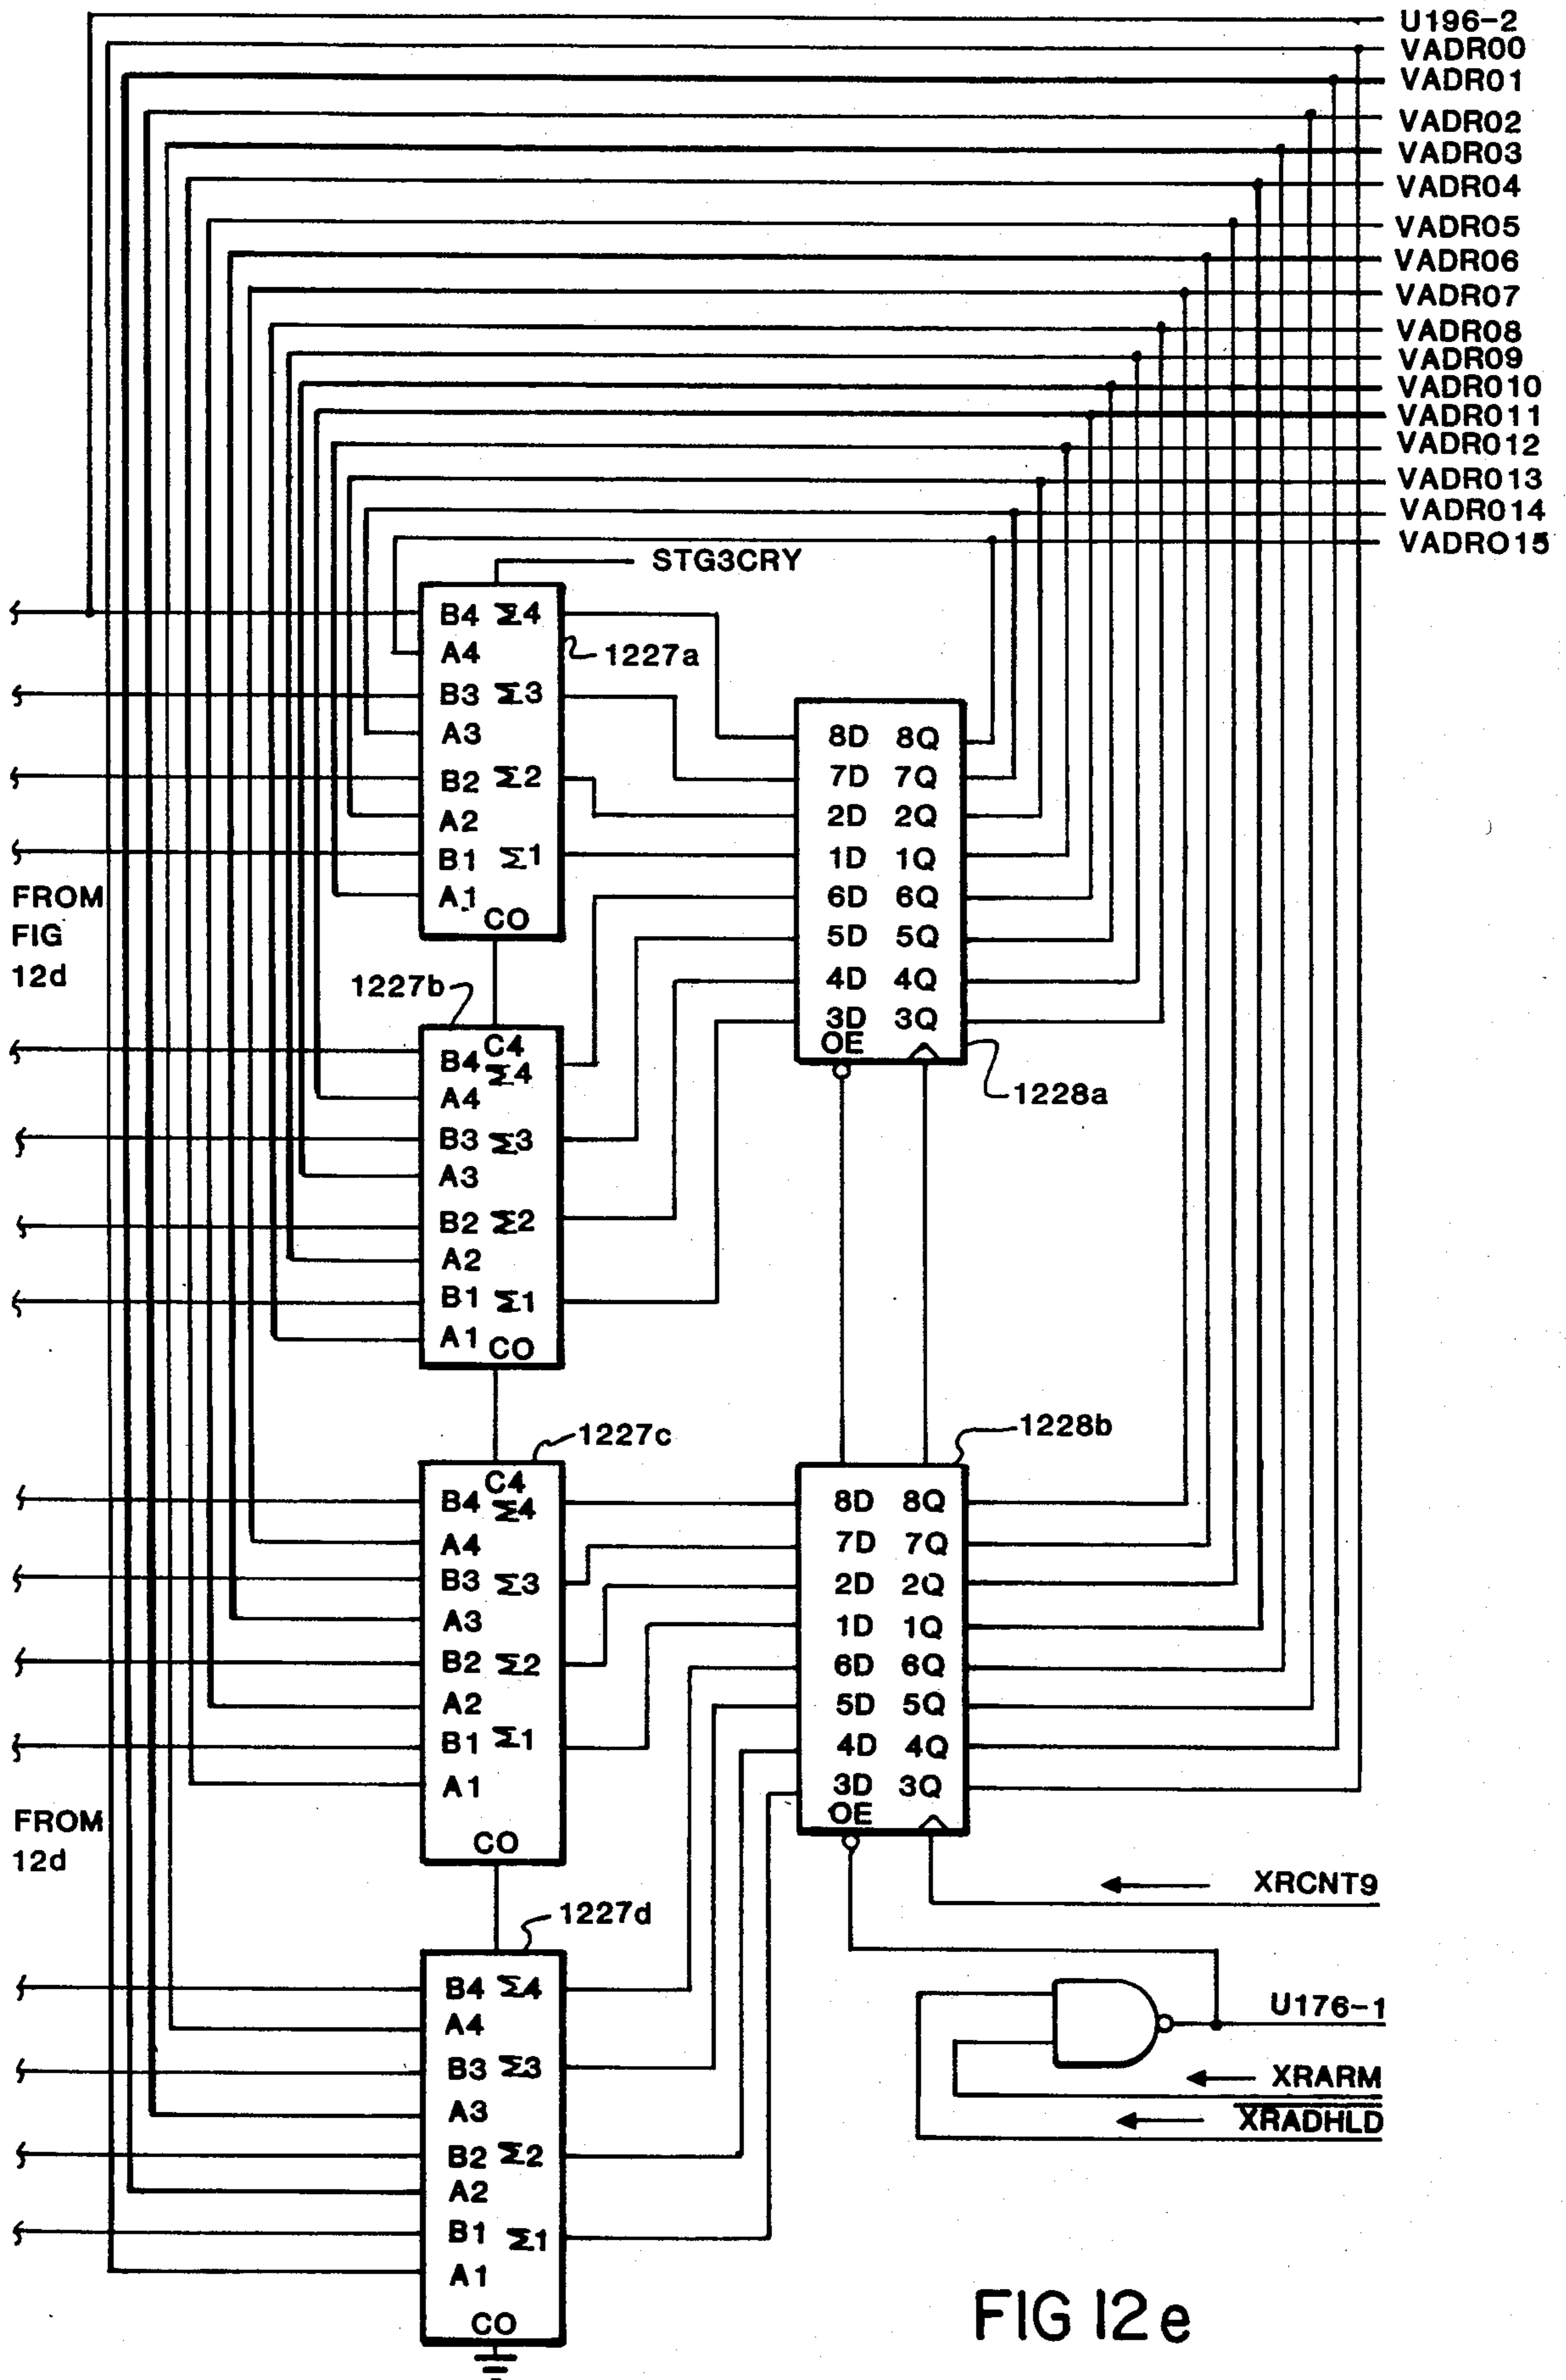 U196-2
VADR00
VADR01
VADR02
VADR03
VADR04
VADR05
VADR06
VADR07
VADR08
VADR09
VADR010
VADR011
VADR012
VADR013
VADR014
VADR015
STG3CRY
B4 Σ4
A4
B3 Σ3
A3
B2 Σ2
A2
B1 Σ1
A1
CO
1227a
8D 8Q
7D 7Q
2D 2Q
1D 1Q
6D 6Q
5D 5Q
4D 4Q
3D 3Q
OE
1228a
FROM
FIG
12d
1227b
C4
B4 Σ4
A4
B3 Σ3
A3
B2 Σ2
A2
B1 Σ1
A1
CO
1227c
C4
B4 Σ4
A4
B3 Σ3
A3
B2 Σ2
A2
B1 Σ1
A1
CO
1228b
8D 8Q
7D 7Q
2D 2Q
1D 1Q
6D 6Q
5D 5Q
4D 4Q
3D 3Q
OE
FROM
12d
1227d
B4 Σ4
A4
B3 Σ3
A3
B2 Σ2
A2
B1 Σ1
A1
CO
XRCNT9
U176-1
XRARM
XRADHLD
FIG 12e